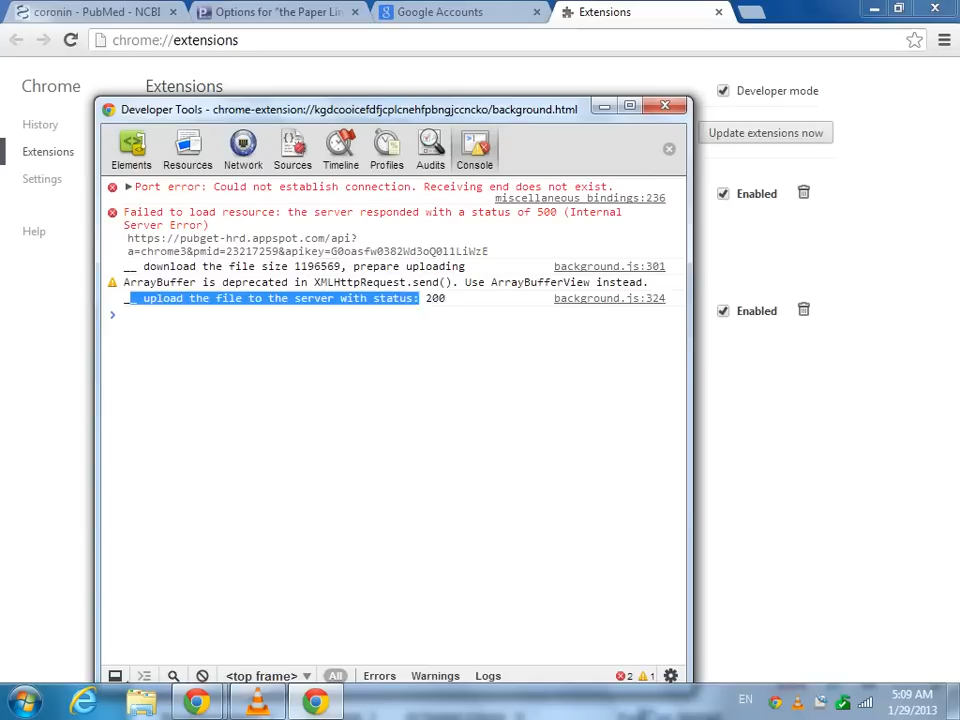 coronin - PubMed - NCBI
Options for "the Paper Lin
Google Accounts
Extensions
chrome://extensions
Chrome
Extensions
Developer mode
Developer Tools - chrome-extension://kgdcooicefdfjcplcnehfpbngjccncko/background.html
History
Extensions
Settings
Help
Update extensions now
Elements
Resources
Network
Sources
Timeline
Profiles
Audits
Console
Port error: Could not establish connection. Receiving end does not exist.
miscellaneous bindings:236
Failed to load resource: the server responded with a status of 500 (Internal
Server Error)
https://pubget-hrd.appspot.com/api?
a=chrome3&pmid=23217259&apikey=G0oasfw0382Wd3oQ0llLiWzE
__ download the file size 1196569, prepare uploading
background.js:301
ArrayBuffer is deprecated in XMLHttpRequest.send(). Use ArrayBufferView instead.
__ upload the file to the server with status: 200
background.js:324
Enabled
Enabled
<top frame>
All
Errors
Warnings
Logs
2
1
EN
5:09 AM
1/29/2013